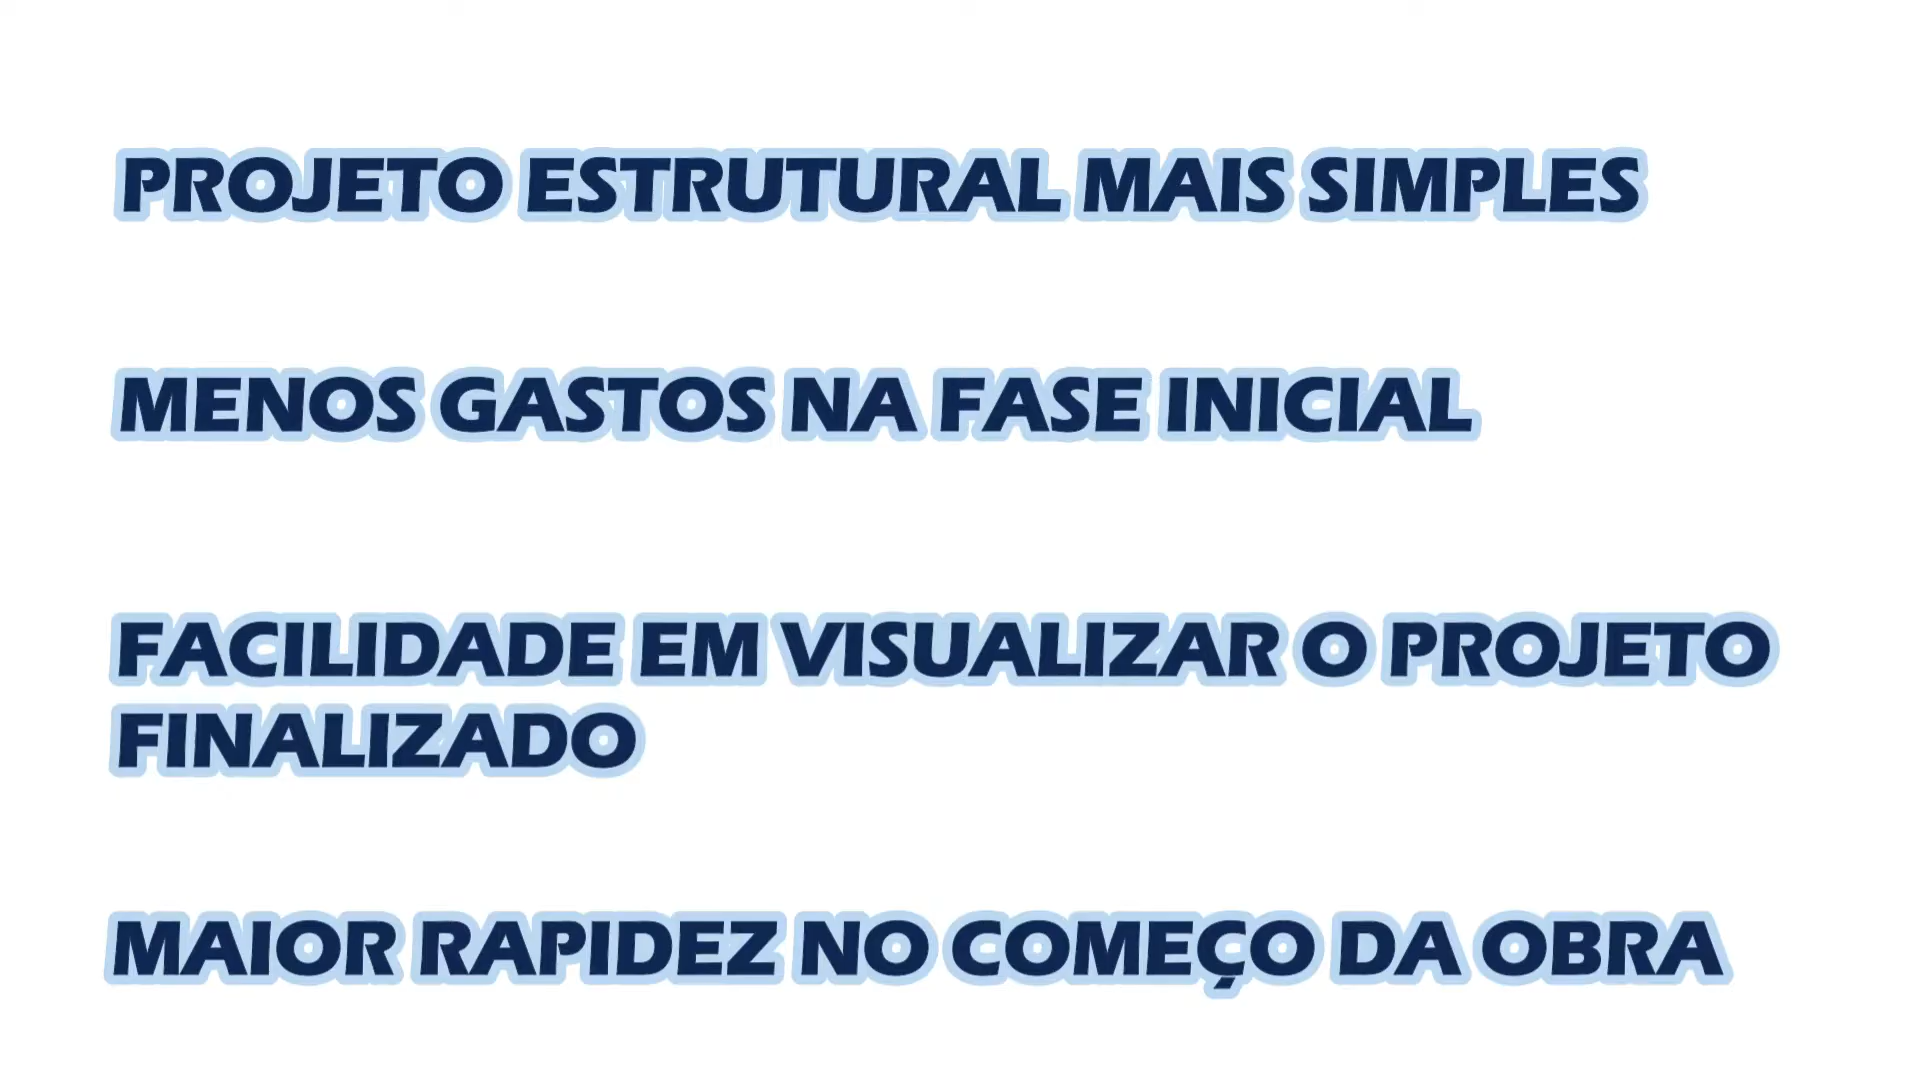 PROJETO ESTRUTURAL MAIS SIMPLES
MENOS GASTOS NA FASE INICIAL
FACILIDADE EM VISUALIZAR O PROJETO
FINALIZADO
MAIOR RAPIDEZ NO COMEÇO DA OBRA